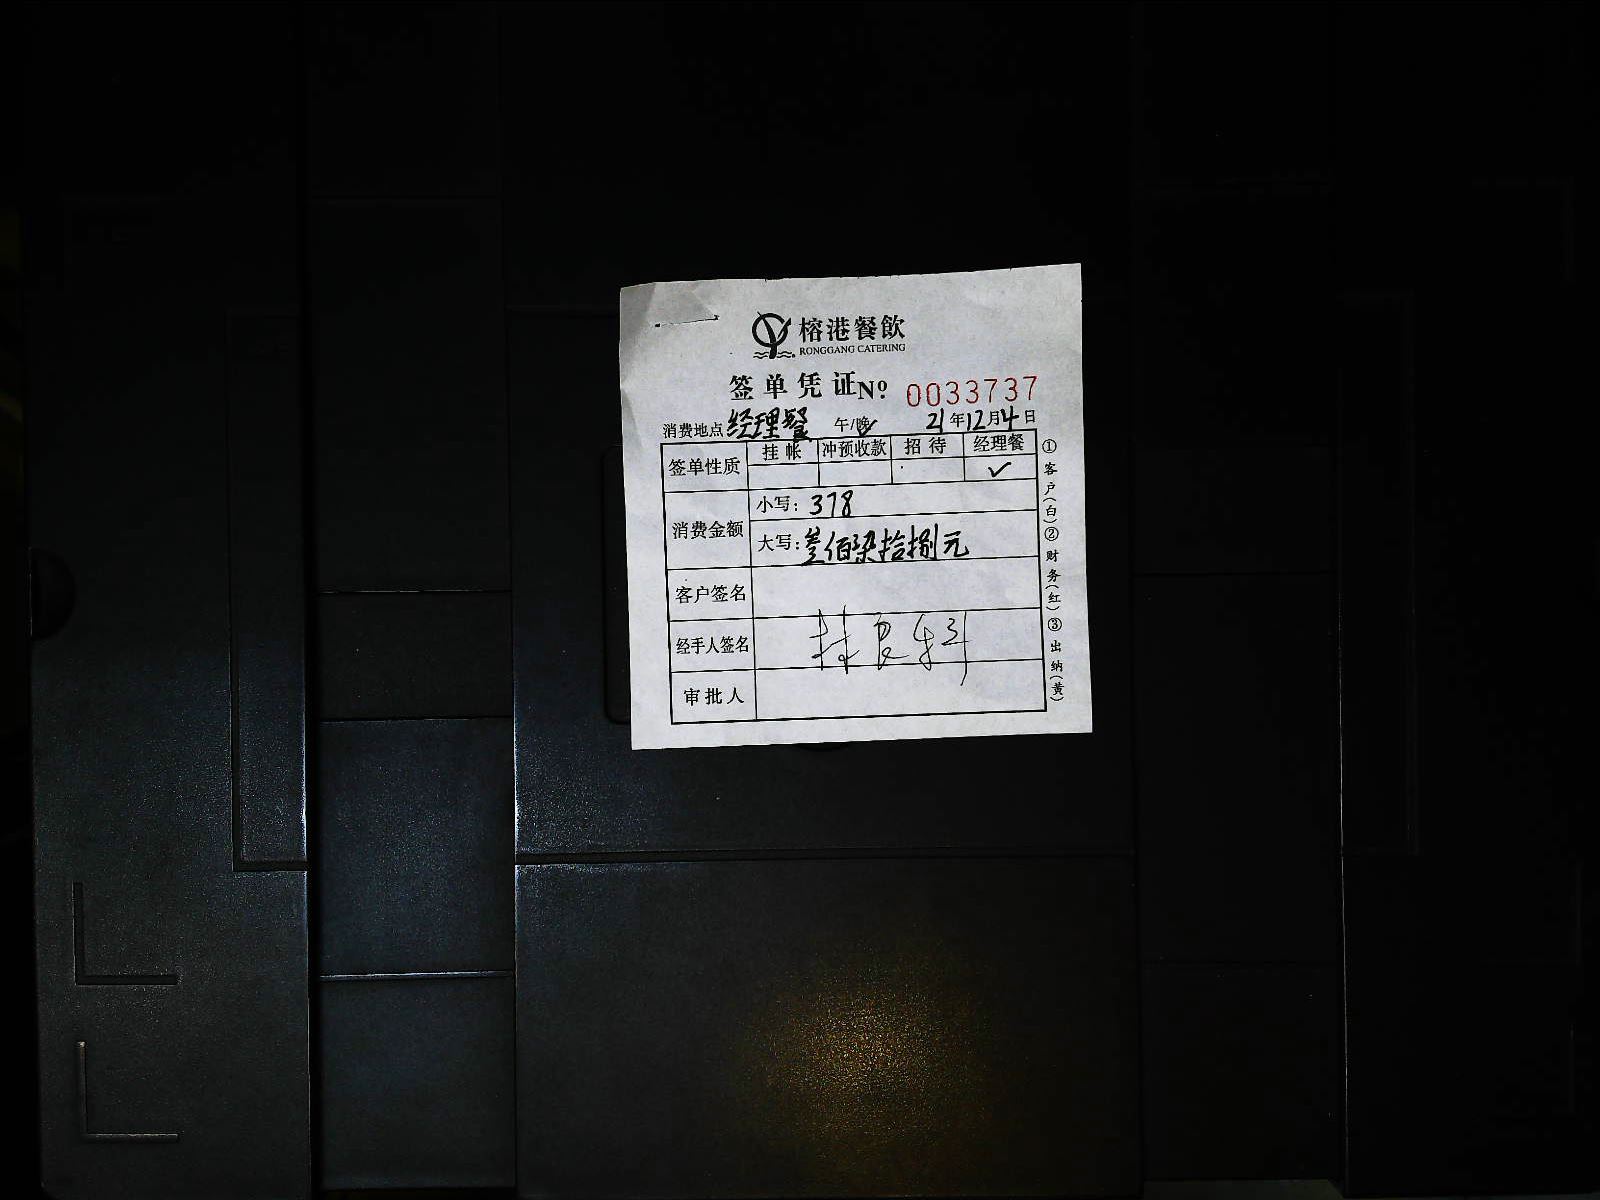 榕港餐飲
RONGGANG CATERING
签单凭证 No. 0033737
消费地点 经理餐 午/晚✓ 21年12月4日
签单性质 挂帐 冲预收款 招待 经理餐
✓
消费金额 小写: 378
大写: 叁佰柒拾捌元
客户签名
经手人签名
审批人
①客户(白)②财务(红)③出纳(黄)